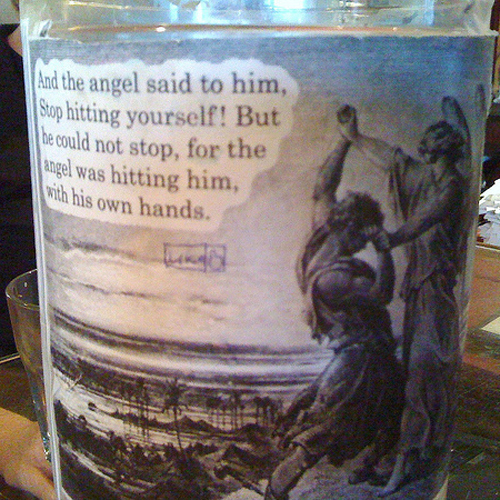 And the angel said to him,
Stop hitting yourself! But
he could not stop, for the
angel was hitting him,
with his own hands.
Like